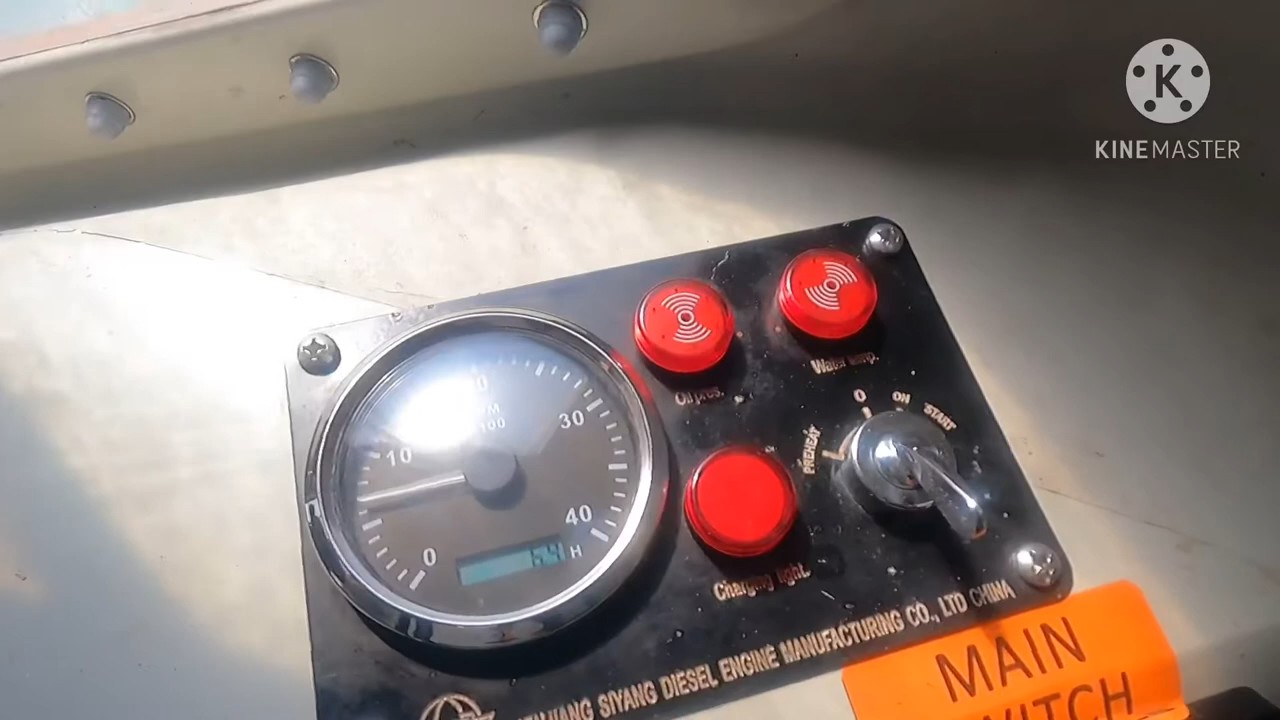 K
KINEMASTER
30
10
40
0
H
Oil pres.
Water temp.
0
ON
START
PREHEAT
Charging light.
SIYANG DIESEL ENGINE MANUFACTURING CO., LTD CHINA
MAIN